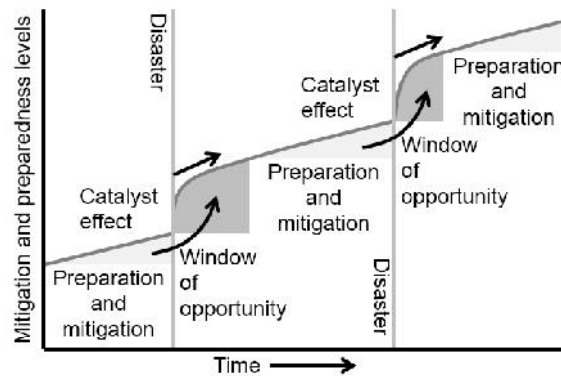 Mitigation and preparedness levels
Disaster
Catalyst
effect
Preparation
and
mitigation
Window
of
opportunity
Preparation
and
mitigation
Disaster
Catalyst
effect
Window
of
opportunity
Preparation
and
mitigation
Time